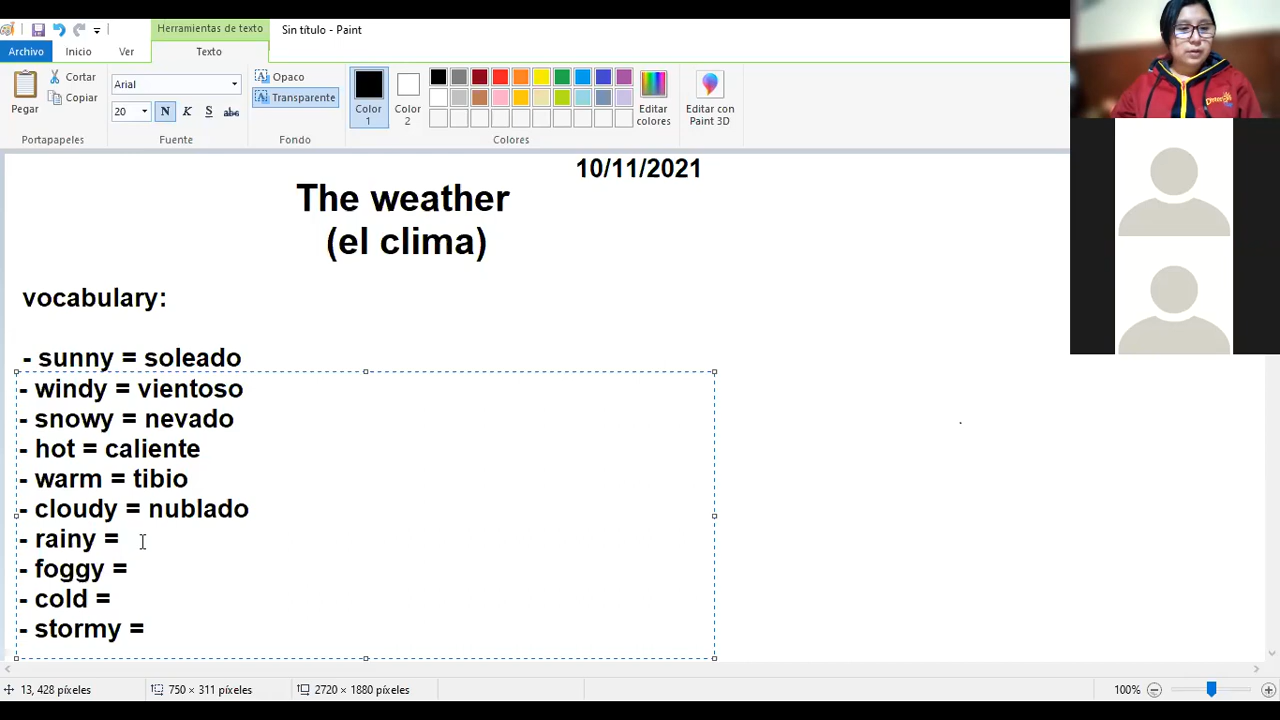 Herramientas de texto
Sin título - Paint
Archivo
Inicio
Ver
Texto
Pegar
Cortar
Copiar
Portapapeles
Arial
20
N
K
S
abc
Fuente
Opaco
Transparente
Fondo
Color
1
Color
2
Editar
colores
Colores
Editar con
Paint 3D
10/11/2021
The weather
(el clima)
vocabulary:
- sunny = soleado
- windy = vientoso
- snowy = nevado
- hot = caliente
- warm = tibio
- cloudy = nublado
- rainy =
- foggy =
- cold =
- stormy =
13, 428 píxeles
750 × 311 píxeles
2720 × 1880 píxeles
100%